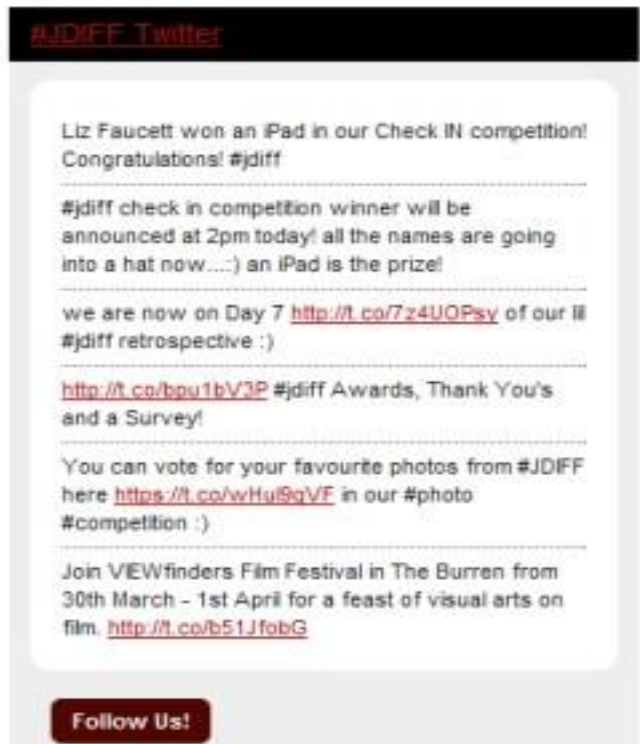 #JDIFF Twitter
Liz Faucett won an iPad in our Check IN competition!
Congratulations! #jdiff
#jdiff check in competition winner will be
announced at 2pm today! all the names are going
into a hat now...:) an iPad is the prize!
we are now on Day 7 http://t.co/7z4UOPsy of our lil
#jdiff retrospective :)
http://t.co/bpu1bV3P #jdiff Awards, Thank You's
and a Survey!
You can vote for your favourite photos from #JDIFF
here https://t.co/wHul9gVF in our #photo
#competition :)
Join VIEWfinders Film Festival in The Burren from
30th March - 1st April for a feast of visual arts on
film. http://t.co/b51JfobG
Follow Us!